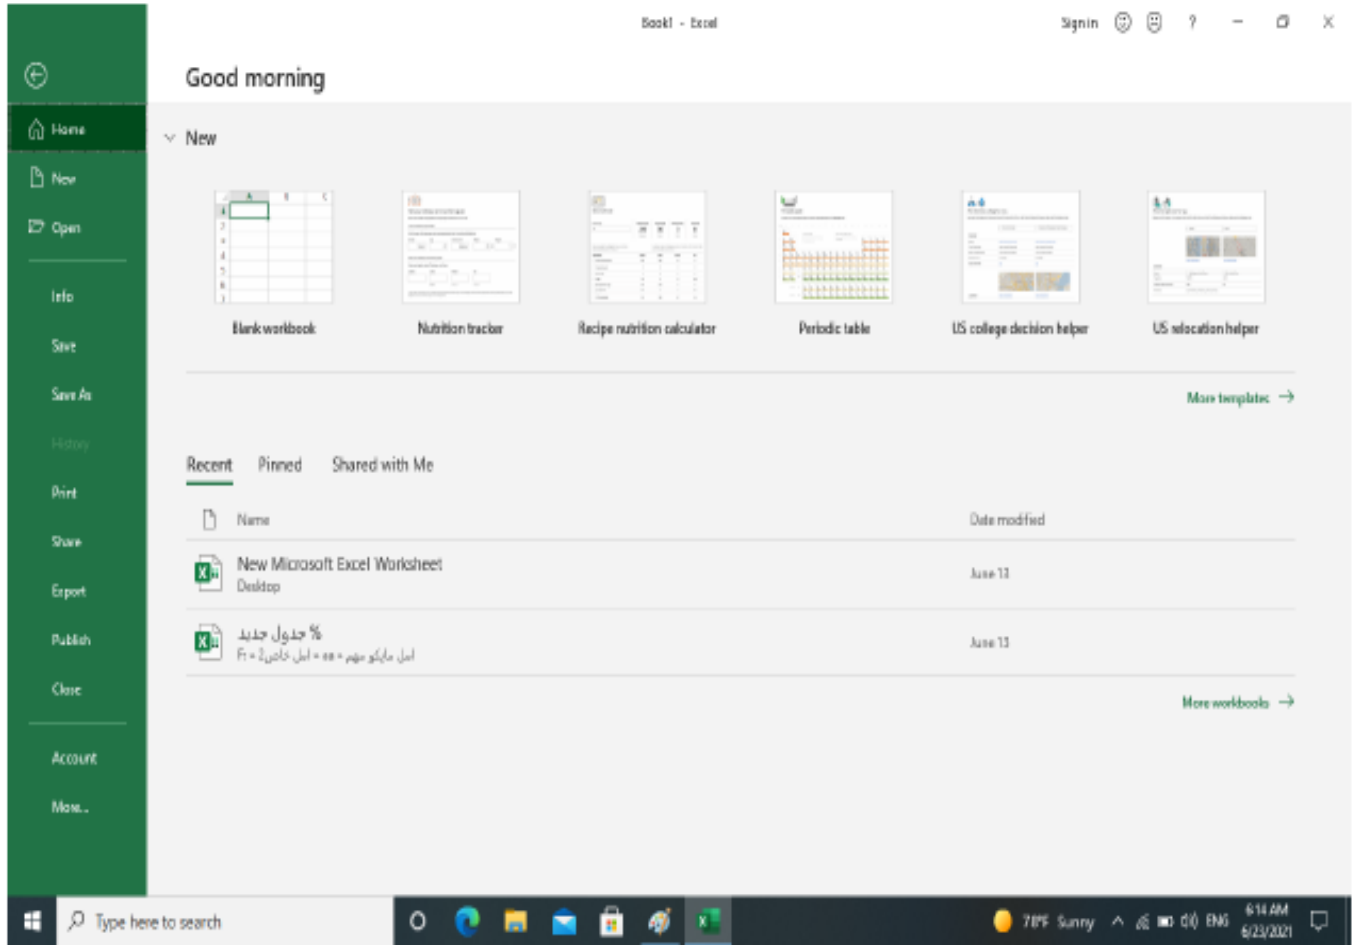 Book1 - Excel
Sign in
?
Good morning
Home
New
New
Open
Info
Save
Save As
History
Print
Share
Export
Publish
Close
Account
More...
Blank workbook
Nutrition tracker
Recipe nutrition calculator
Periodic table
US college decision helper
US relocation helper
More templates
Recent Pinned Shared with Me
Name Date modified
New Microsoft Excel Worksheet
Desktop
June 13
جدول جديد %
June 13
More workbooks
Type here to search
78°F Sunny
ENG
6:14 AM
6/23/2021